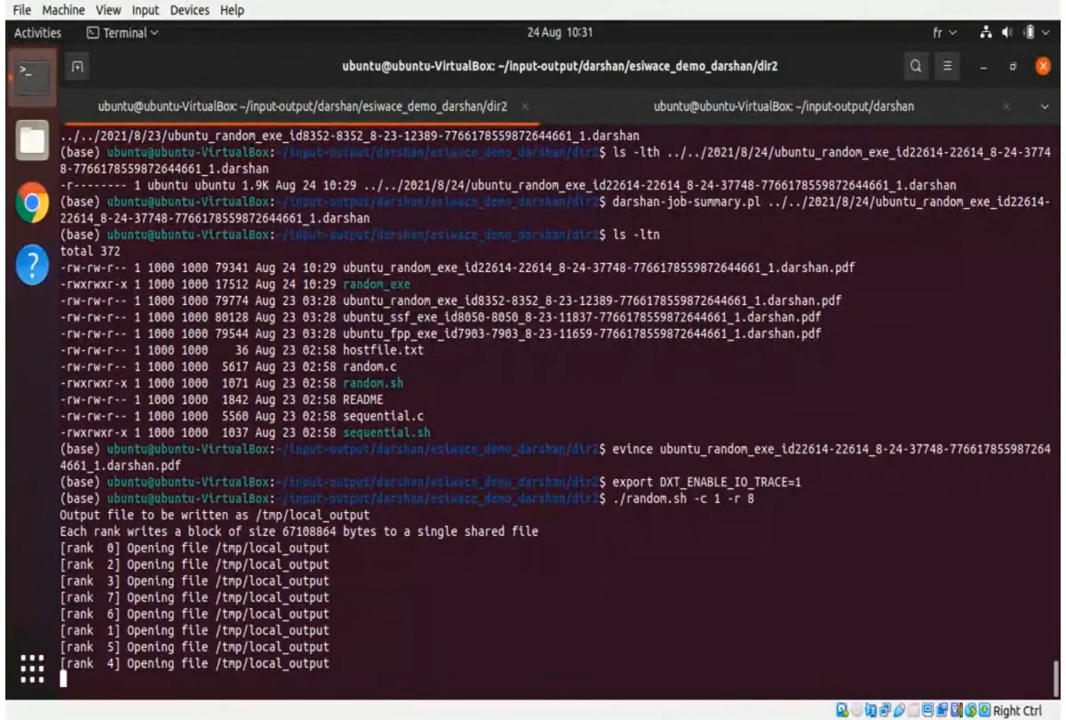 File Machine View Input Devices Help
Activities Terminal 24 Aug 10:31 fr
ubuntu@ubuntu-VirtualBox: ~/input-output/darshan/esiwace_demo_darshan/dir2
ubuntu@ubuntu-VirtualBox: ~/input-output/darshan/esiwace_demo_darshan/dir2 × ubuntu@ubuntu-VirtualBox: ~/input-output/darshan ×
../../2021/8/23/ubuntu_random_exe_id8352-8352_8-23-12389-7766178559872644661_1.darshan
(base) ubuntu@ubuntu-VirtualBox:~/input-output/darshan/esiwace_demo_darshan/dir2$ ls -lth ../../2021/8/24/ubuntu_random_exe_id22614-22614_8-24-3774
8-7766178559872644661_1.darshan
-r-------- 1 ubuntu ubuntu 1.9K Aug 24 10:29 ../../2021/8/24/ubuntu_random_exe_id22614-22614_8-24-37748-7766178559872644661_1.darshan
(base) ubuntu@ubuntu-VirtualBox:~/input-output/darshan/esiwace_demo_darshan/dir2$ darshan-job-summary.pl ../../2021/8/24/ubuntu_random_exe_id22614-
22614_8-24-37748-7766178559872644661_1.darshan
(base) ubuntu@ubuntu-VirtualBox:~/input-output/darshan/esiwace_demo_darshan/dir2$ ls -ltn
total 372
-rw-rw-r-- 1 1000 1000 79341 Aug 24 10:29 ubuntu_random_exe_id22614-22614_8-24-37748-7766178559872644661_1.darshan.pdf
-rwxrwxr-x 1 1000 1000 17512 Aug 24 10:29 random_exe
-rw-rw-r-- 1 1000 1000 79774 Aug 23 03:28 ubuntu_random_exe_id8352-8352_8-23-12389-7766178559872644661_1.darshan.pdf
-rw-rw-r-- 1 1000 1000 80128 Aug 23 03:28 ubuntu_ssf_exe_id8050-8050_8-23-11837-7766178559872644661_1.darshan.pdf
-rw-rw-r-- 1 1000 1000 79544 Aug 23 03:28 ubuntu_fpp_exe_id7903-7903_8-23-11659-7766178559872644661_1.darshan.pdf
-rw-rw-r-- 1 1000 1000 36 Aug 23 02:58 hostfile.txt
-rw-rw-r-- 1 1000 1000 5617 Aug 23 02:58 random.c
-rwxrwxr-x 1 1000 1000 1071 Aug 23 02:58 random.sh
-rw-rw-r-- 1 1000 1000 1842 Aug 23 02:58 README
-rw-rw-r-- 1 1000 1000 5560 Aug 23 02:58 sequential.c
-rwxrwxr-x 1 1000 1000 1037 Aug 23 02:58 sequential.sh
(base) ubuntu@ubuntu-VirtualBox:~/input-output/darshan/esiwace_demo_darshan/dir2$ evince ubuntu_random_exe_id22614-22614_8-24-37748-776617855987264
4661_1.darshan.pdf
(base) ubuntu@ubuntu-VirtualBox:~/input-output/darshan/esiwace_demo_darshan/dir2$ export DXT_ENABLE_IO_TRACE=1
(base) ubuntu@ubuntu-VirtualBox:~/input-output/darshan/esiwace_demo_darshan/dir2$ ./random.sh -c 1 -r 8
Output file to be written as /tmp/local_output
Each rank writes a block of size 67108864 bytes to a single shared file
[rank 0] Opening file /tmp/local_output
[rank 2] Opening file /tmp/local_output
[rank 3] Opening file /tmp/local_output
[rank 7] Opening file /tmp/local_output
[rank 6] Opening file /tmp/local_output
[rank 1] Opening file /tmp/local_output
[rank 5] Opening file /tmp/local_output
[rank 4] Opening file /tmp/local_output
Right Ctrl